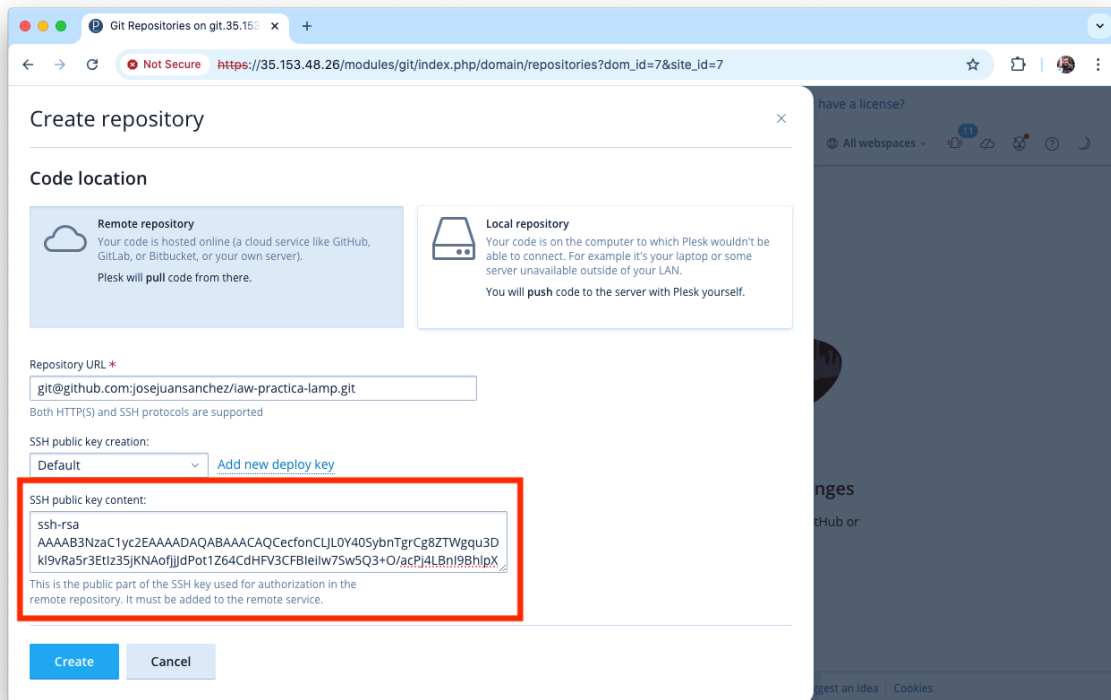 Git Repositories on git.35.153
Not Secure https://35.153.48.26/modules/git/index.php/domain/repositories?dom_id=7&site_id=7
have a license?
Create repository
11
All webspaces
Code location
Remote repository
Your code is hosted online (a cloud service like GitHub,
GitLab, or Bitbucket, or your own server).
Plesk will pull code from there.
Local repository
Your code is on the computer to which Plesk wouldn't be
able to connect. For example it's your laptop or some
server unavailable outside of your LAN.
You will push code to the server with Plesk yourself.
Repository URL *
git@github.com:josejuansanchez/iaw-practica-lamp.git
Both HTTP(S) and SSH protocols are supported
SSH public key creation:
Default
Add new deploy key
nges
tHub or
SSH public key content:
ssh-rsa
This is the public part of the SSH key used for authorization in the
remote repository. It must be added to the remote service.
Create
Cancel
gest an Idea
Cookies